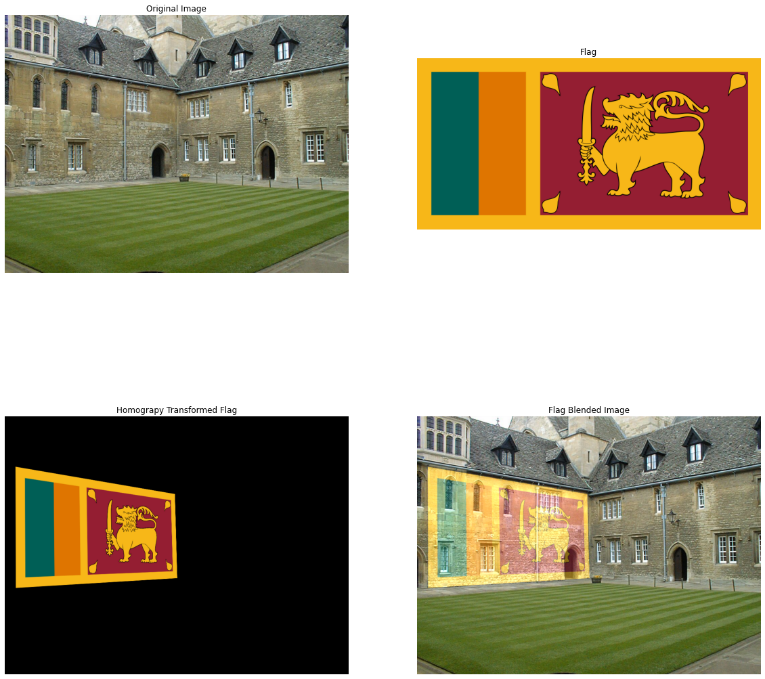 Original Image
Flag
Homograpy Transformed Flag
Flag Blended Image